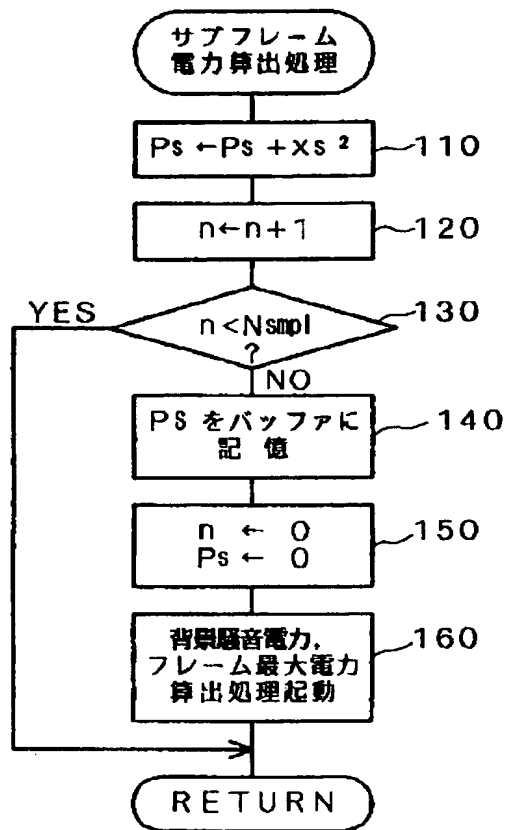 サブフレーム
電力算出処理
Ps ←Ps + xs ²
110
n←n+1
120
YES
n<Nsmpl
?
130
NO
PS をバッファに
記 憶
140
n ← 0
Ps ← 0
150
背景騒音電力,
フレーム最大電力
算出処理起動
160
RETURN